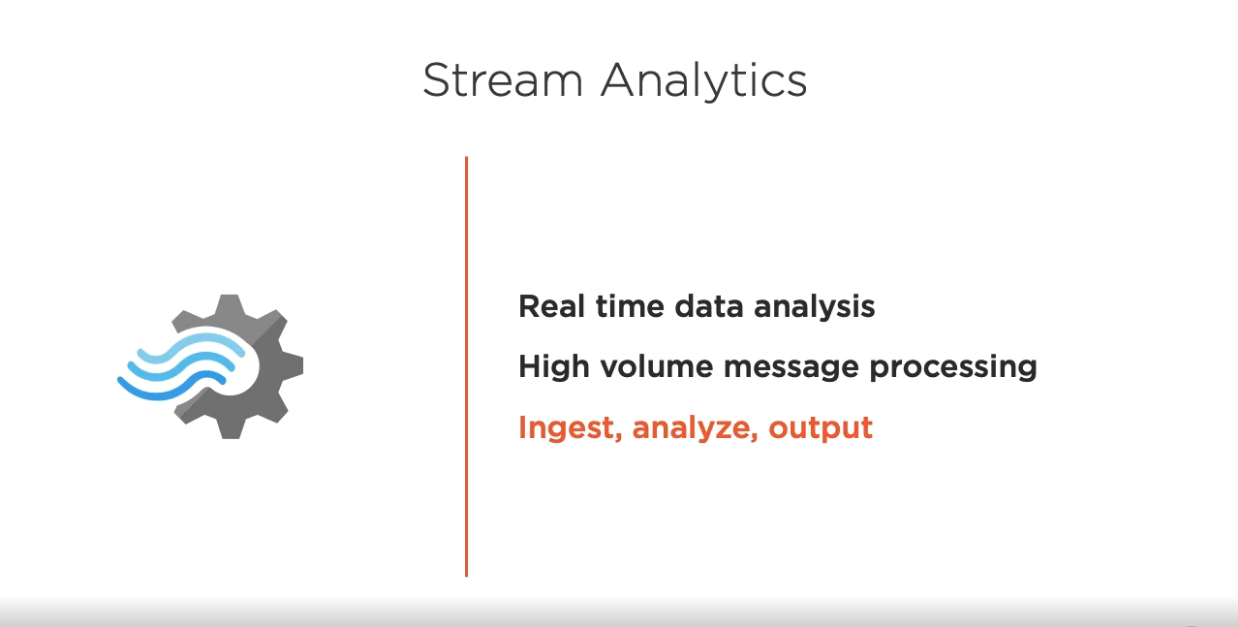 Stream Analytics
Real time data analysis
High volume message processing
Ingest, analyze, output